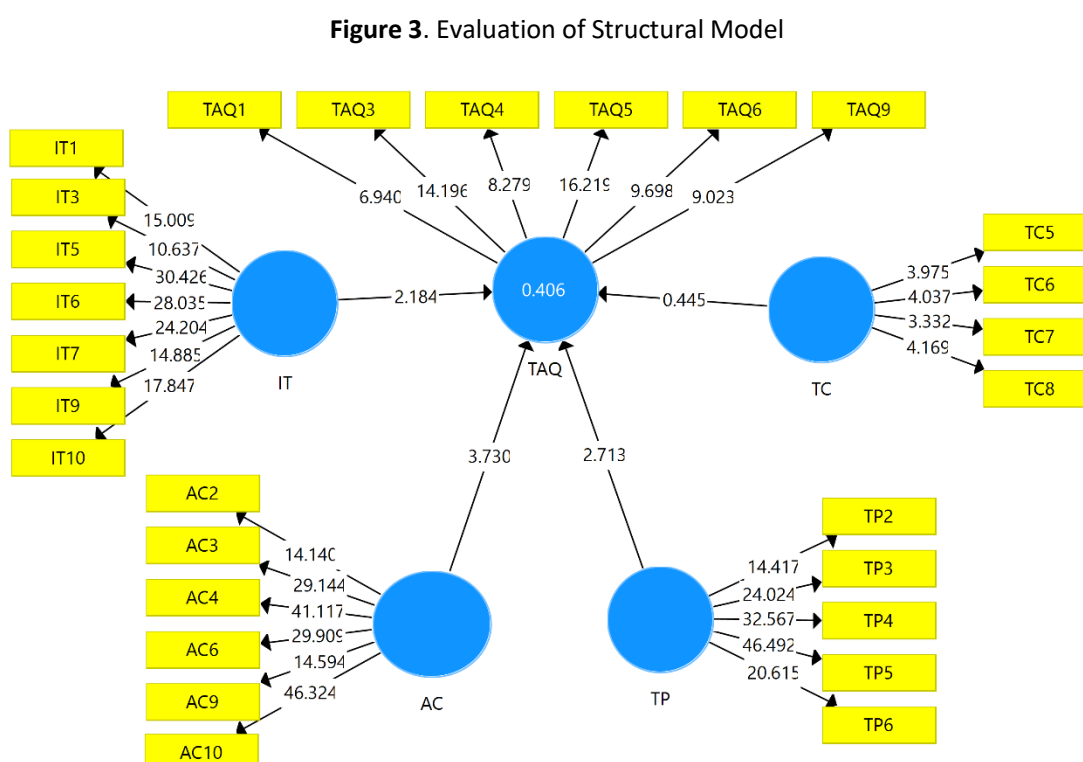 Figure 3. Evaluation of Structural Model
TAQ1 TAQ3 TAQ4 TAQ5 TAQ6 TAQ9
6.940 14.196 8.279 16.219 9.698 9.023
IT1
IT3
IT5
IT6
IT7
IT9
IT10
15.009
10.637
30.426
28.035
24.204
14.885
17.847
IT
2.184
0.406
TAQ
0.445
TC
3.975
4.037
3.332
4.169
TC5
TC6
TC7
TC8
3.730
2.713
AC2
AC3
AC4
AC6
AC9
AC10
14.140
29.144
41.117
29.909
14.594
46.324
AC
TP
14.417
24.024
32.567
46.492
20.615
TP2
TP3
TP4
TP5
TP6